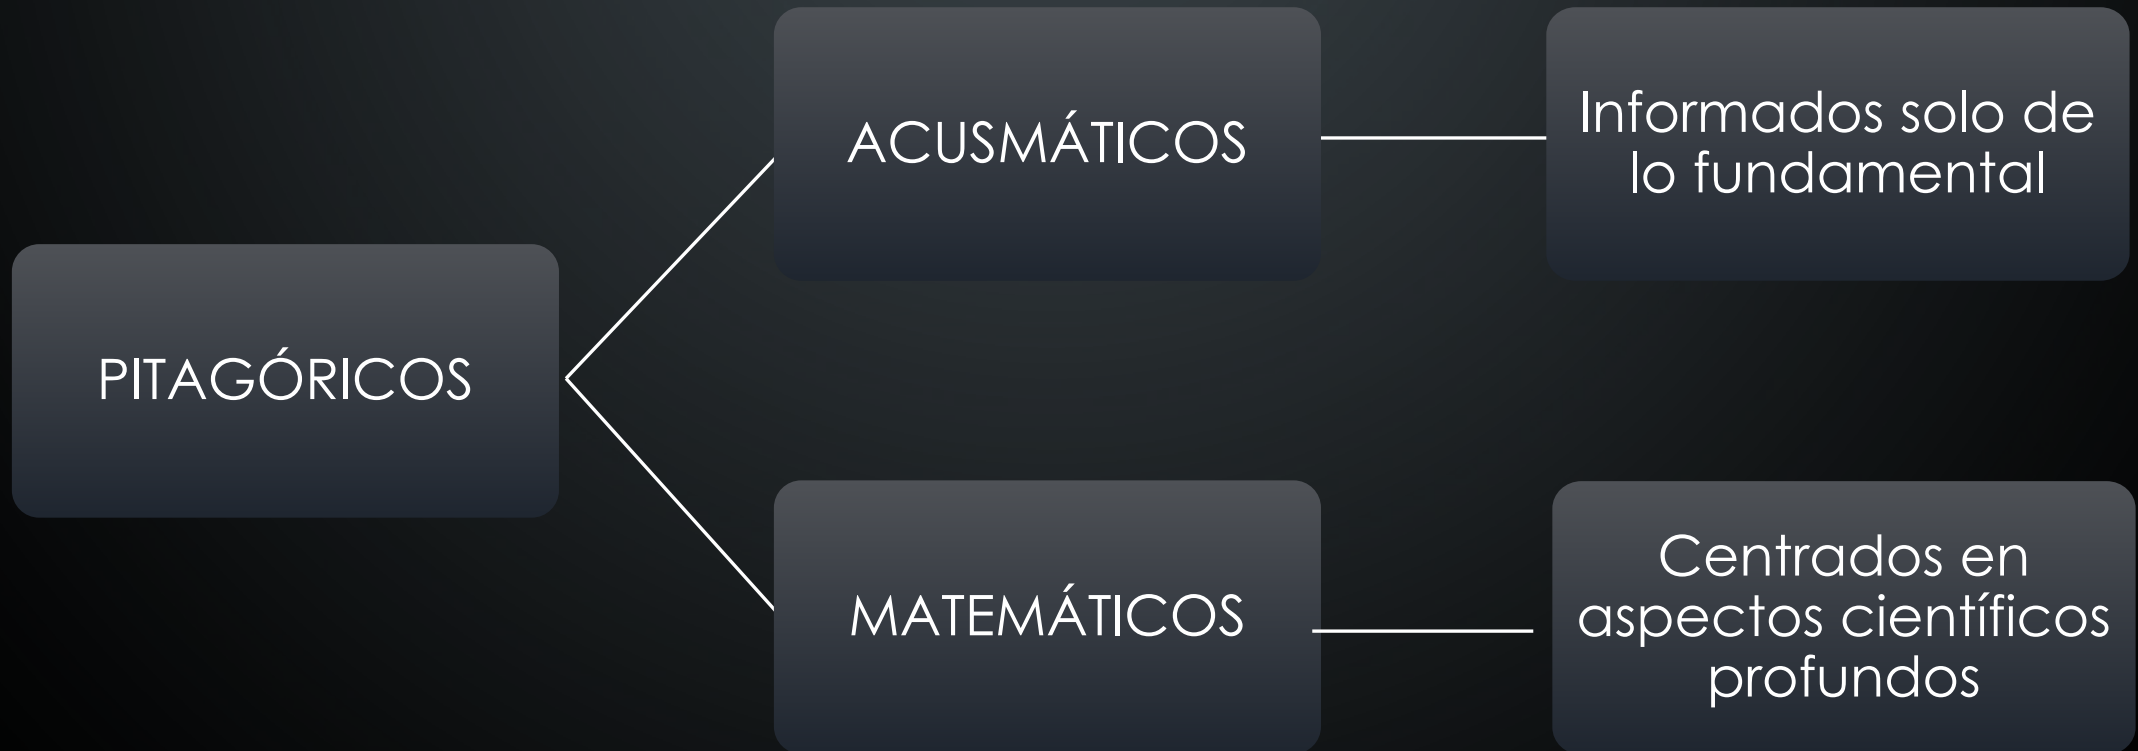 PITAGÓRICOS
ACUSMÁTICOS
Informados solo de
lo fundamental
MATEMÁTICOS
Centrados en
aspectos científicos
profundos